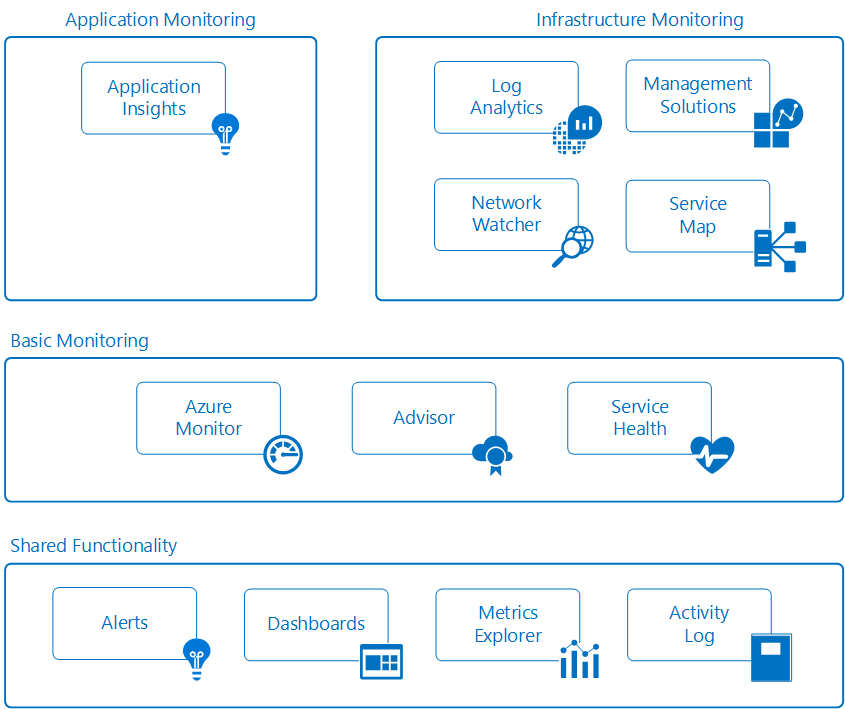 Application Monitoring
Infrastructure Monitoring
Application
Insights
Log
Analytics
Management
Solutions
Network
Watcher
Service
Map
Basic Monitoring
Azure
Monitor
Advisor
Service
Health
Shared Functionality
Alerts
Dashboards
Metrics
Explorer
Activity
Log